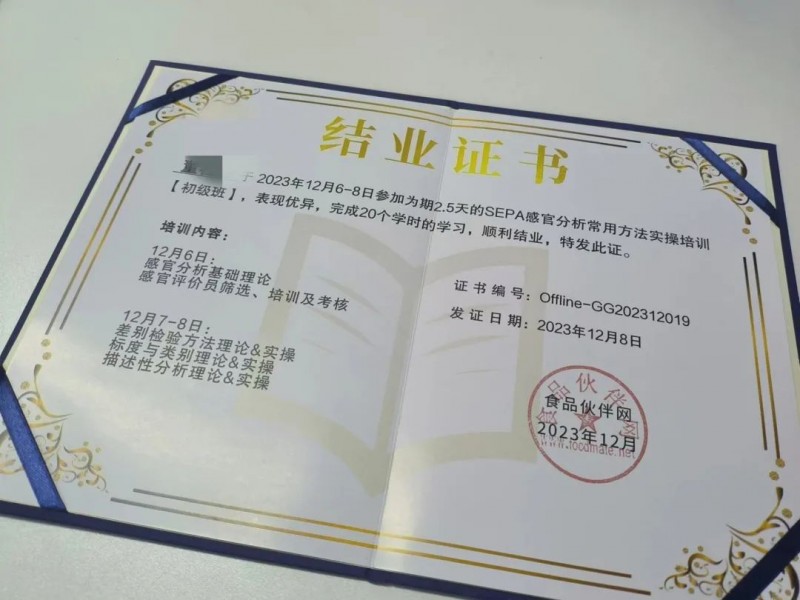 结业证书
于 2023年12月6-8日参加为期2.5天的SEPA感官分析常用方法实操培训
【初级班】，表现优异，完成20个学时的学习，顺利结业，特发此证。
培训内容：
12月6日：
感官分析基础理论
感官评价员筛选、培训及考核
12月7-8日：
差别检验方法理论&实操
标度与类别理论&实操
描述性分析理论&实操
证书编号：Offline-GG202312019
发证日期：2023年12月8日
食品伙伴网
食品伙伴网
2023年12月
www.foodmate.net